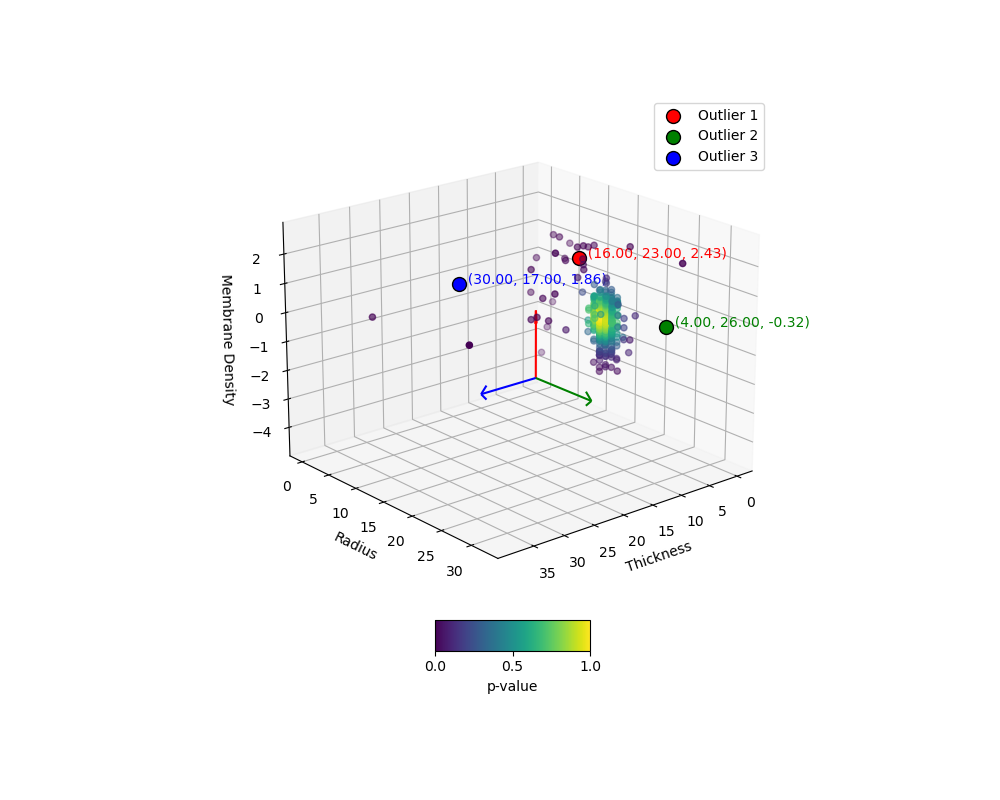 Outlier 1
Outlier 2
Outlier 3
(16.00, 23.00, 2.43)
(30.00, 17.00, 1.86)
(4.00, 26.00, -0.32)
Membrane Density
2
1
0
−1
−2
−3
−4
0
5
10
15
20
25
30
Radius
35
30
25
20
15
10
5
0
Thickness
0.0 0.5 1.0
p-value